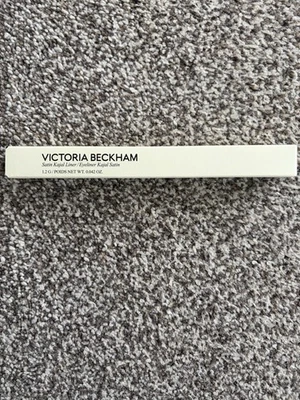 VICTORIA BECKHAM
Satin Kajal Liner / Eyeliner Kajal Satin
1.2 G / POIDS NET WT. 0.042 OZ.